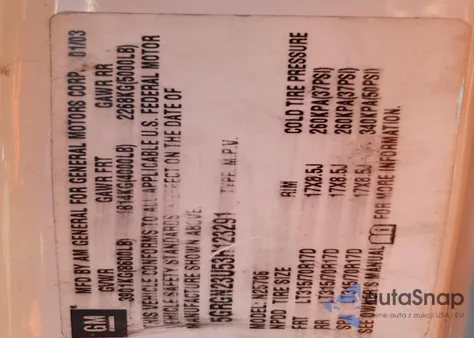 MFD BY AM GENERAL FOR GENERAL MOTORS CORP. 01/03
GVWR GAWR FRT GAWR RR
3901KG(8600LB) 1814KG(4000LB) 2268KG(5000LB)
THIS VEHICLE CONFORMS TO ALL APPLICABLE U.S. FEDERAL MOTOR
VEHICLE SAFETY STANDARDS EFFECT ON THE DATE OF
MANUFACTURE SHOWN ABOVE.
5GRGN23U53H123291 TYPE M.P.V.
MODEL: N25706
NPOD TIRE SIZE RIM COLD TIRE PRESSURE
FRT LT315/70R17D 17X8.5J 260KPA(37PSI)
RR LT315/70R17D 17X8.5J 260KPA(37PSI)
SPA LT315/70R17D 17X8.5J 340KPA(50PSI)
SEE 'S MANUAL FOR MORE INFORMATION.
GM
autoSnap